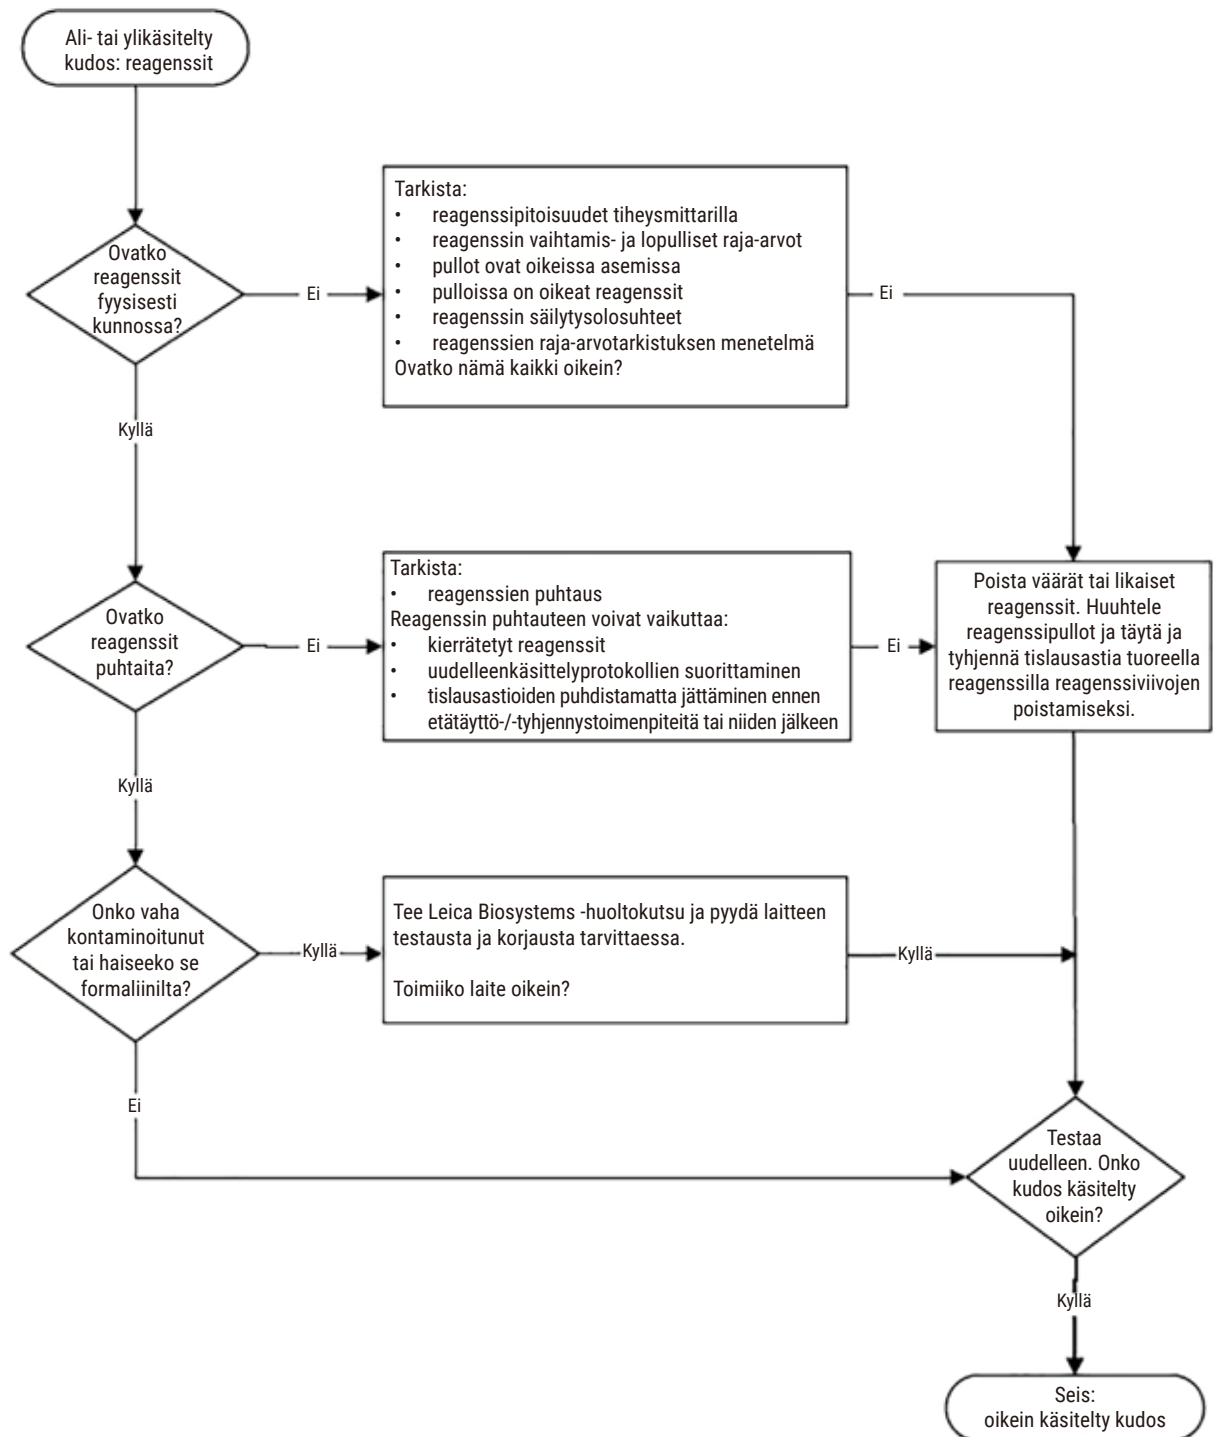 Ali- tai ylikäsitelty
kudos: reagenssit
Ovatko
reagenssit
fyysisesti
kunnossa?
Ei
Tarkista:
• reagenssipitoisuudet tiheysmittarilla
• reagenssin vaihtamis- ja lopulliset raja-arvot
• pullot ovat oikeissa asemissa
• pulloissa on oikeat reagenssit
• reagenssin säilytysolosuhteet
• reagenssien raja-arvotarkistuksen menetelmä
Ovatko nämä kaikki oikein?
Ei
Kyllä
Ovatko
reagenssit
puhtaita?
Ei
Tarkista:
• reagenssien puhtaus
Reagenssin puhtauteen voivat vaikuttaa:
• kierrätetyt reagenssit
• uudelleenkäsittelyprotokollien suorittaminen
• tislausastioiden puhdistamatta jättäminen ennen
etätäyttö-/-tyhjennystoimenpiteitä tai niiden jälkeen
Ei
Poista väärät tai likaiset
reagenssit. Huuhtele
reagenssipullot ja täytä ja
tyhjennä tislausastia tuoreella
reagenssilla reagenssiviivojen
poistamiseksi.
Kyllä
Onko vaha
kontaminoitunut
tai haiseeko se
formaliinilta?
Kyllä
Tee Leica Biosystems -huoltokutsu ja pyydä laitteen
testausta ja korjausta tarvittaessa.
Toimiiko laite oikein?
Kyllä
Ei
Testaa
uudelleen. Onko
kudos käsitelty
oikein?
Kyllä
Seis:
oikein käsitelty kudos